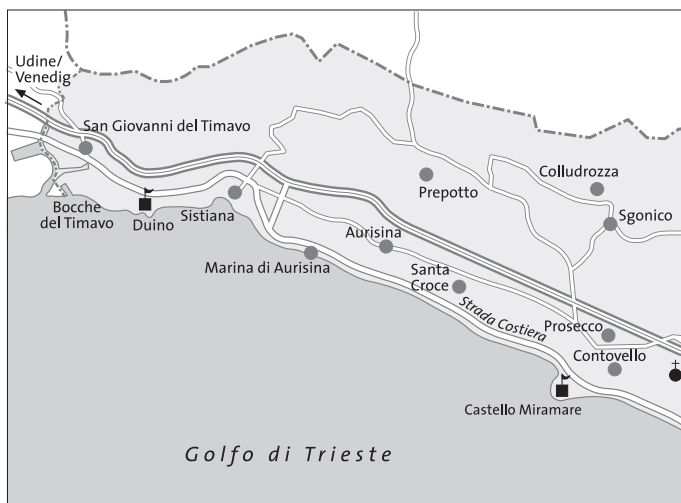 Udine/
Venedig
San Giovanni del Timavo
Colludrozza
Prepotto
Sgonico
Bocche
del Timavo
Duino
Sistiana
Aurisina
Marina di Aurisina
Santa
Croce
Strada Costiera
Prosecco
Contovello
Castello Miramare
Golfo di Trieste